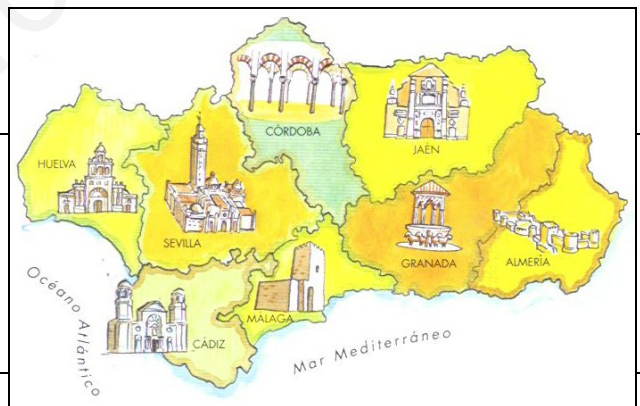 CÓRDOBA
JAÉN
HUELVA
SEVILLA
GRANADA
ALMERÍA
MÁLAGA
CÁDIZ
Océano Atlántico
Mar Mediterráneo